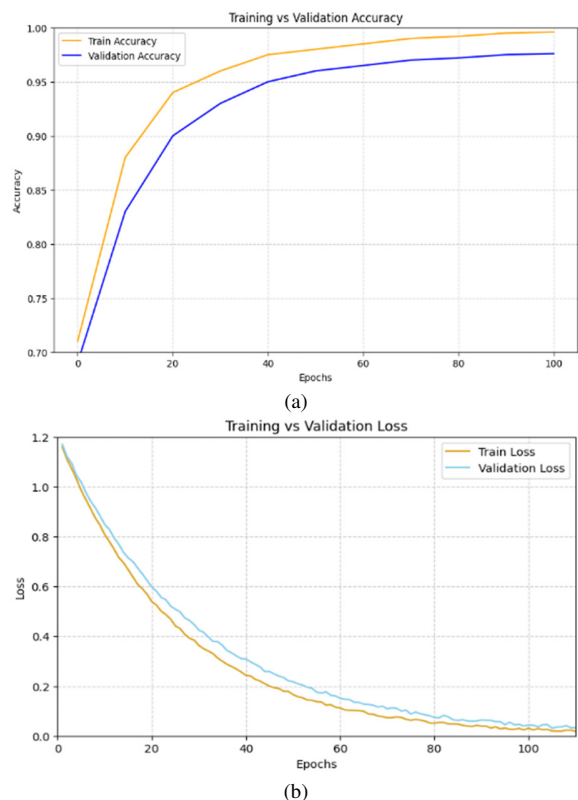 Training vs Validation Accuracy
1.00
Train Accuracy
Validation Accuracy
0.95
0.90
Accuracy
0.85
0.80
0.75
0.70
0 20 40 60 80 100
Epochs
(a)
Training vs Validation Loss
1.2
Train Loss
Validation Loss
1.0
0.8
Loss
0.6
0.4
0.2
0.0
0 20 40 60 80 100
Epochs
(b)